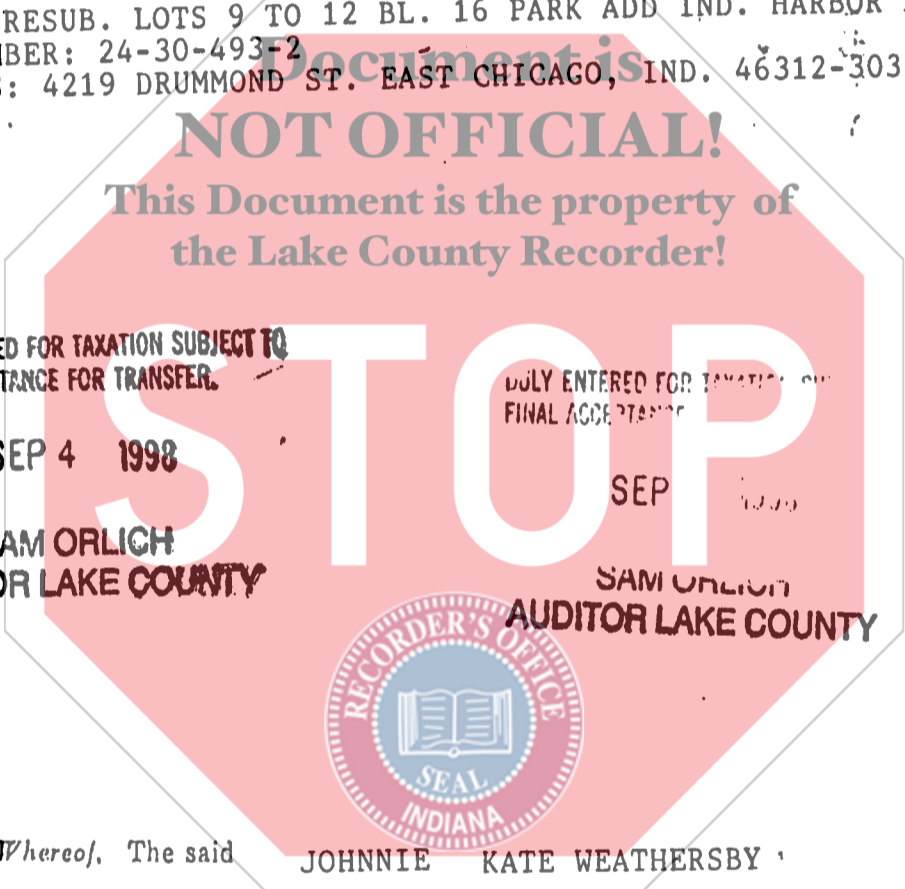 RESUB. LOTS 9 TO 12 BL. 16 PARK ADD IND. HARBOR
BER: 24-30-493-2
: 4219 DRUMMOND ST. EAST CHICAGO, IND. 46312-303
Document is
NOT OFFICIAL!
This Document is the property of
the Lake County Recorder!
ED FOR TAXATION SUBJECT TO
TANCE FOR TRANSFER.
SEP 4 1998
AM ORLICH
OR LAKE COUNTY
STOP
DULY ENTERED FOR
FINAL ACCEPTANCE
SEP
SAM ORLICH
AUDITOR LAKE COUNTY
RECORDER'S OFFICE
SEAL
INDIANA
Whereof, The said JOHNNIE KATE WEATHERSBY